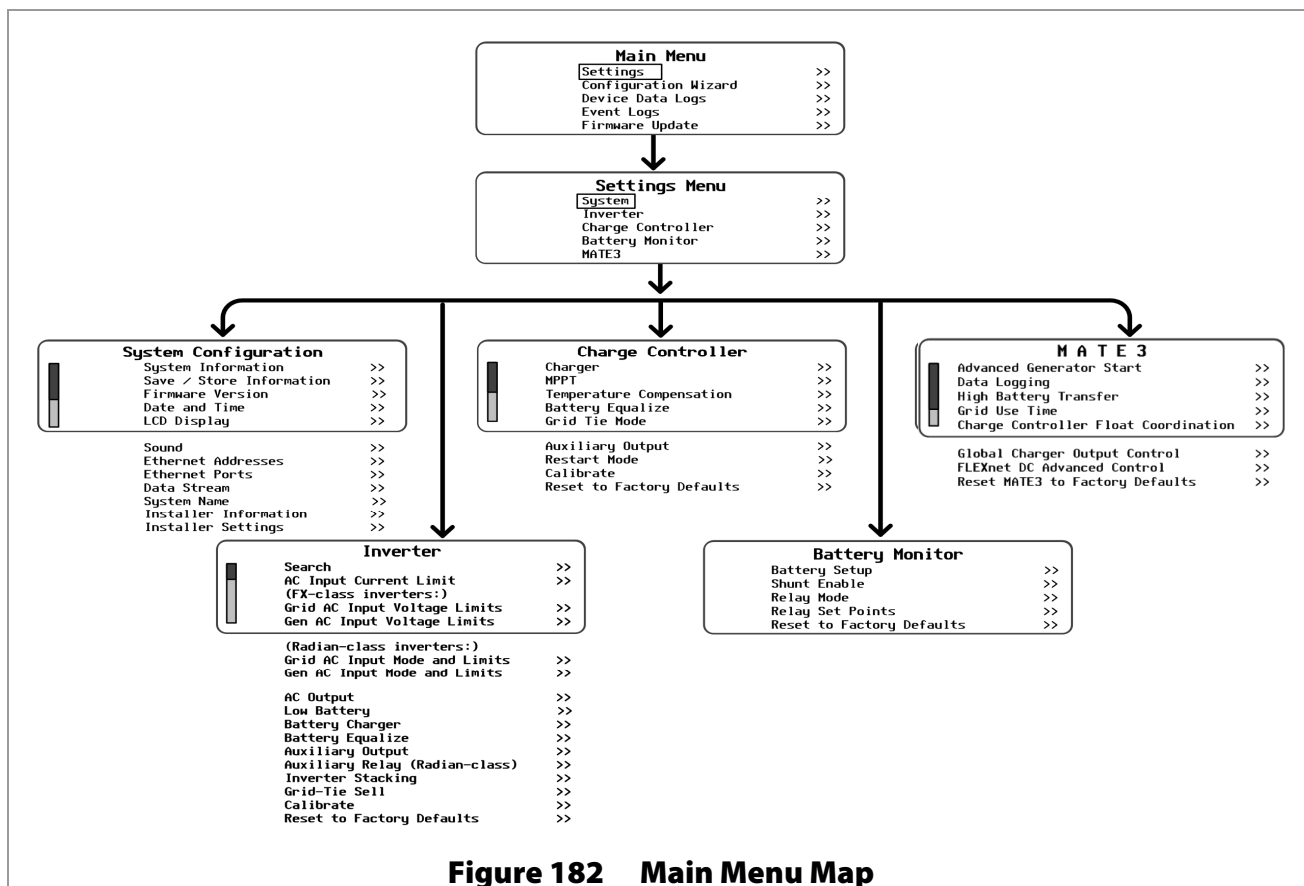 Main Menu
Settings >>
Configuration Wizard >>
Device Data Logs >>
Event Logs >>
Firmware Update >>
Settings Menu
System >>
Inverter >>
Charge Controller >>
Battery Monitor >>
MATE3 >>
System Configuration
System Information >>
Save / Store Information >>
Firmware Version >>
Date and Time >>
LCD Display >>
Sound >>
Ethernet Addresses >>
Ethernet Ports >>
Data Stream >>
System Name >>
Installer Information >>
Installer Settings >>
Charge Controller
Charger >>
MPPT >>
Temperature Compensation >>
Battery Equalize >>
Grid Tie Mode >>
Auxiliary Output >>
Restart Mode >>
Calibrate >>
Reset to Factory Defaults >>
M A T E 3
Advanced Generator Start >>
Data Logging >>
High Battery Transfer >>
Grid Use Time >>
Charge Controller Float Coordination >>
Global Charger Output Control >>
FLEXnet DC Advanced Control >>
Reset MATE3 to Factory Defaults >>
Inverter
Search >>
AC Input Current Limit >>
(FX-class inverters:)
Grid AC Input Voltage Limits >>
Gen AC Input Voltage Limits >>
(Radian-class inverters:)
Grid AC Input Mode and Limits >>
Gen AC Input Mode and Limits >>
AC Output >>
Low Battery >>
Battery Charger >>
Battery Equalize >>
Auxiliary Output >>
Auxiliary Relay (Radian-class) >>
Inverter Stacking >>
Grid-Tie Sell >>
Calibrate >>
Reset to Factory Defaults >>
Battery Monitor
Battery Setup >>
Shunt Enable >>
Relay Mode >>
Relay Set Points >>
Reset to Factory Defaults >>
Figure 182 Main Menu Map